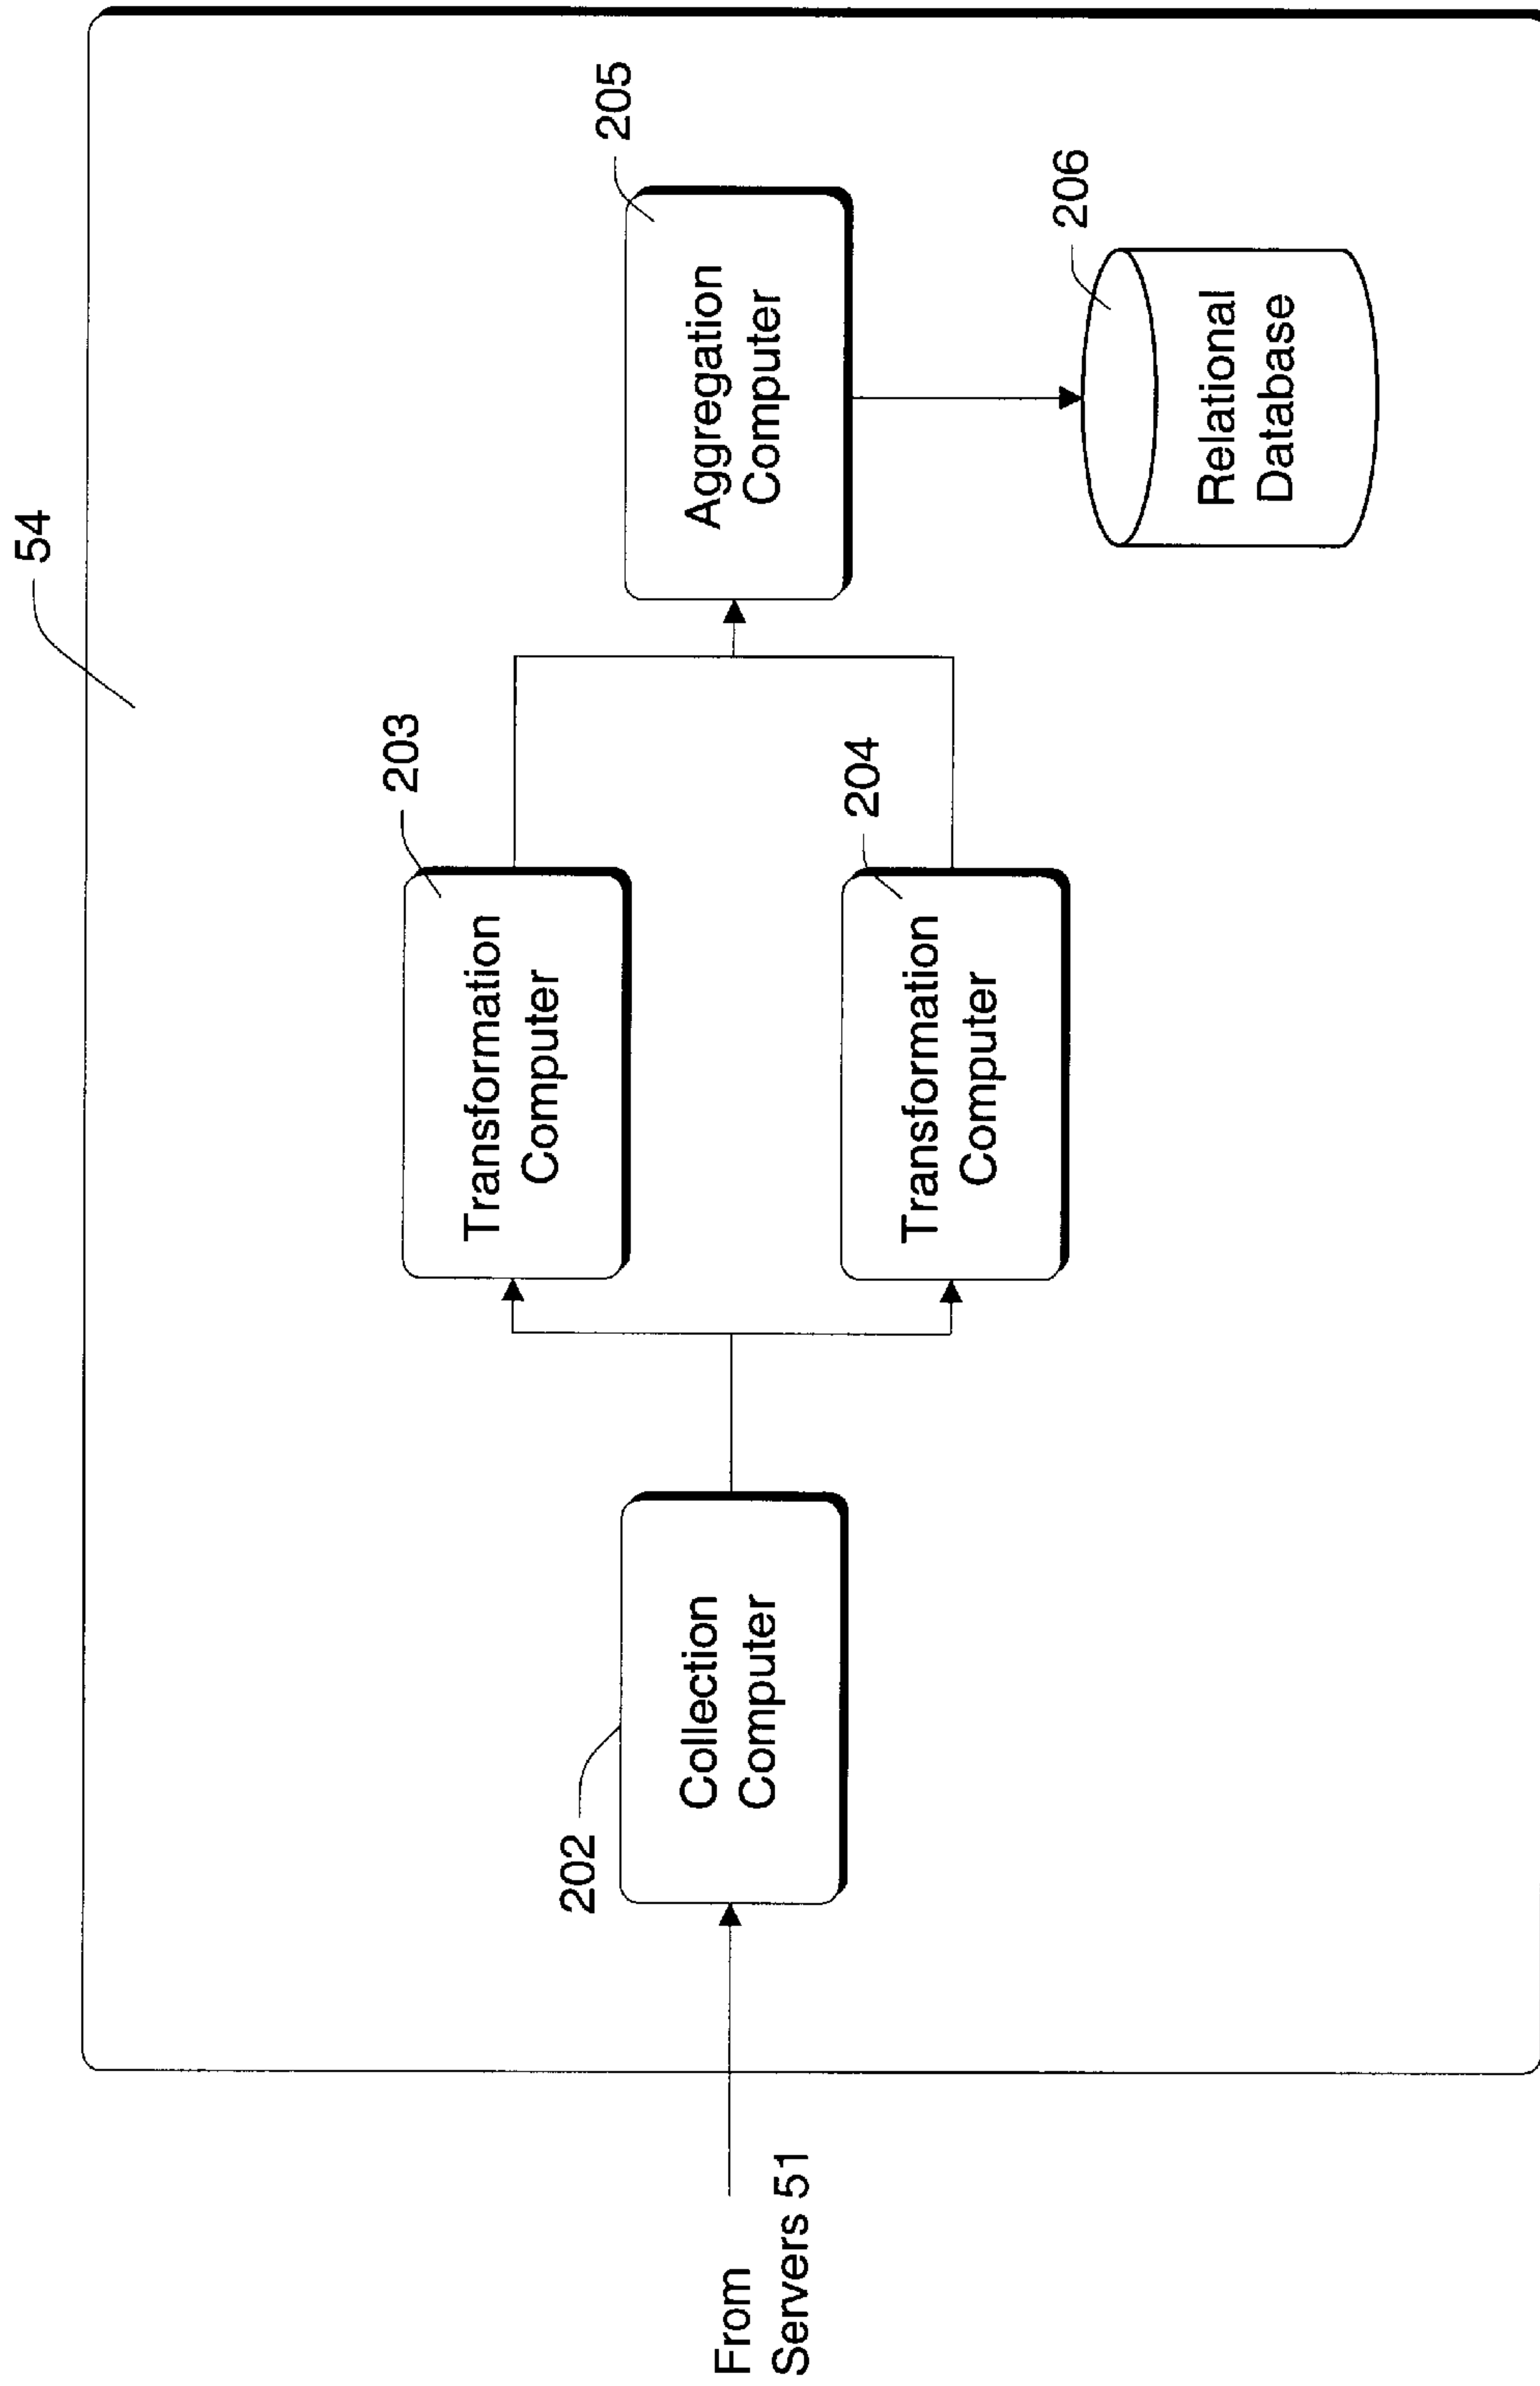 54
From
Servers 51
202
Collection
Computer
203
Transformation
Computer
204
Transformation
Computer
205
Aggregation
Computer
206
Relational
Database